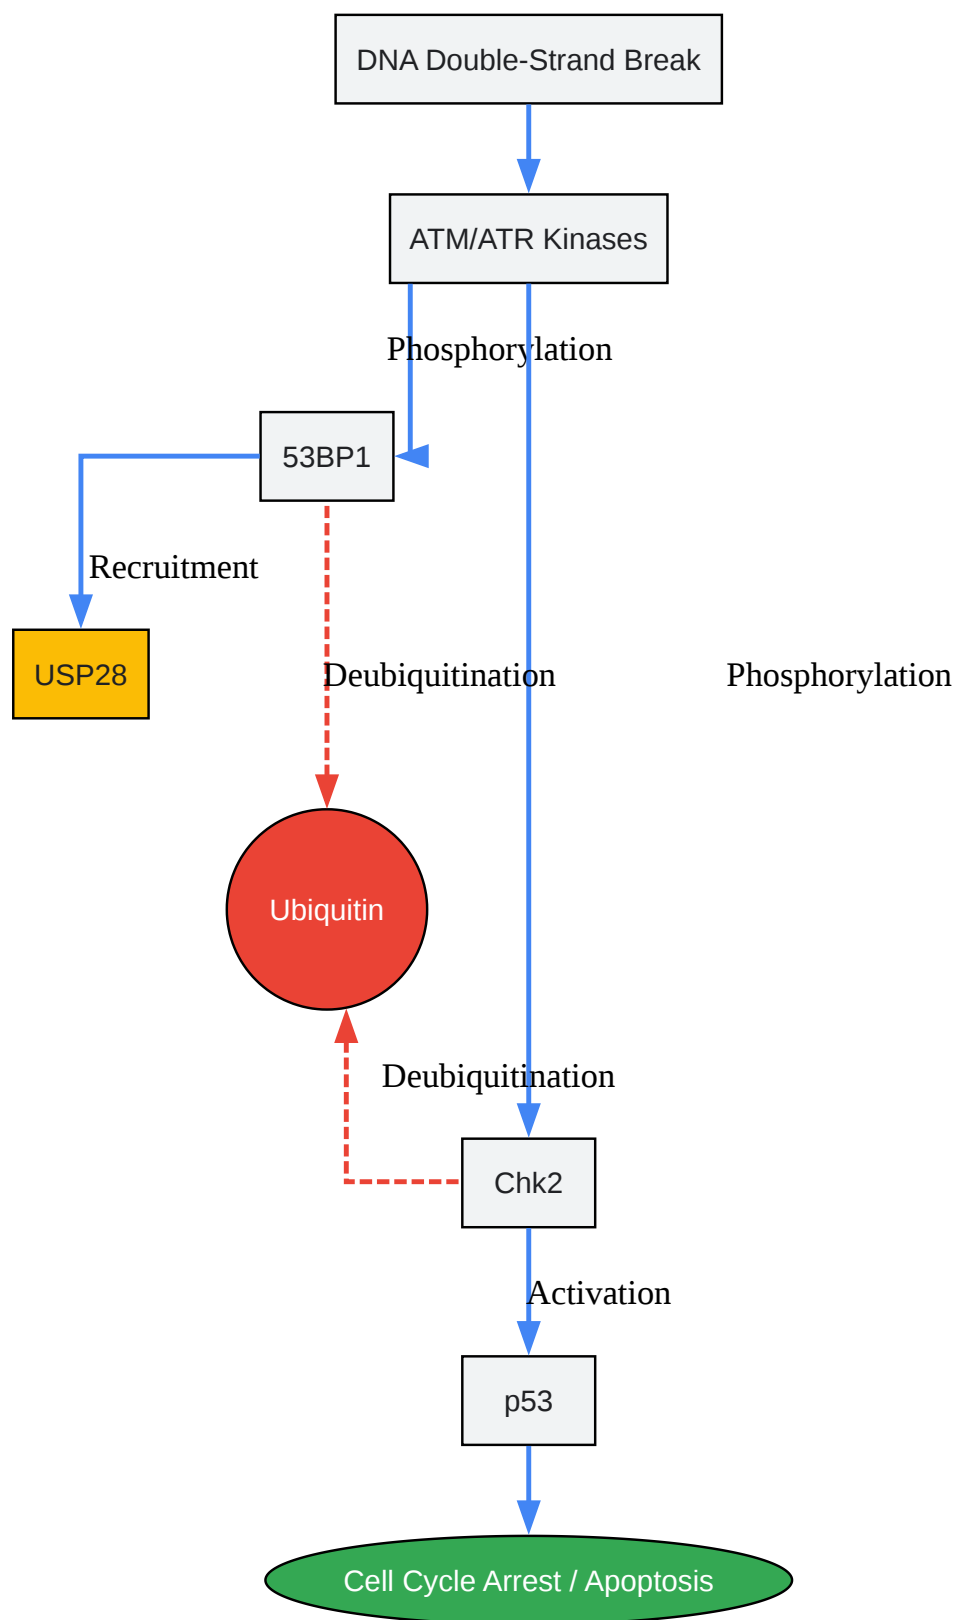 DNA Double-Strand Break
ATM/ATR Kinases
Phosphorylation
53BP1
Recruitment
USP28
Deubiquitination
Phosphorylation
Ubiquitin
Deubiquitination
Chk2
Activation
p53
Cell Cycle Arrest / Apoptosis